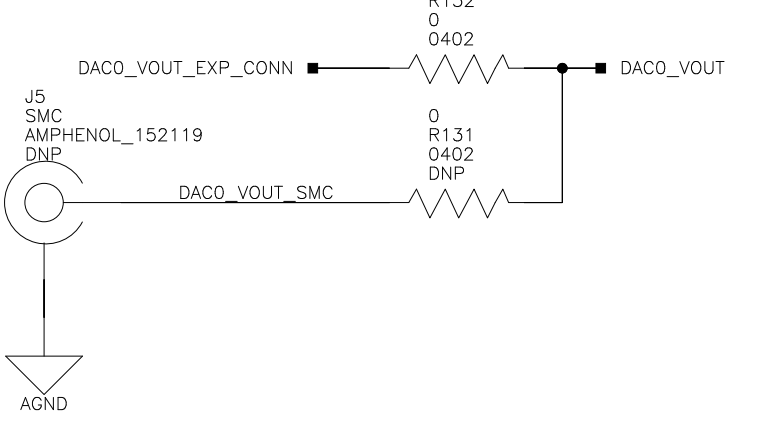 R132
0
0402
DAC0_VOUT_EXP_CONN
DAC0_VOUT
J5
SMC
AMPHENOL_152119
DNP
0
R131
0402
DNP
DAC0_VOUT_SMC
AGND